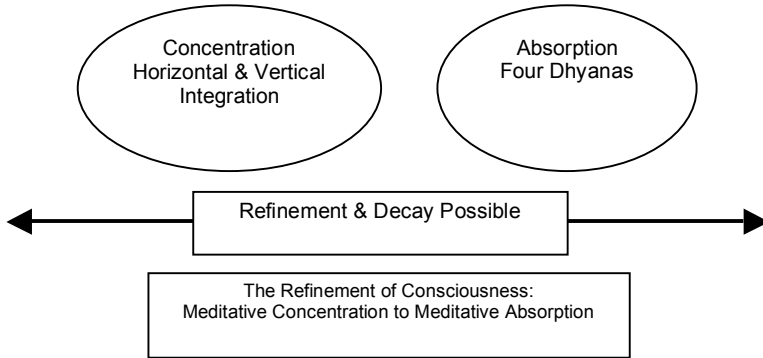 Concentration
Horizontal & Vertical
Integration
Absorption
Four Dhyanas
Refinement & Decay Possible
The Refinement of Consciousness:
Meditative Concentration to Meditative Absorption